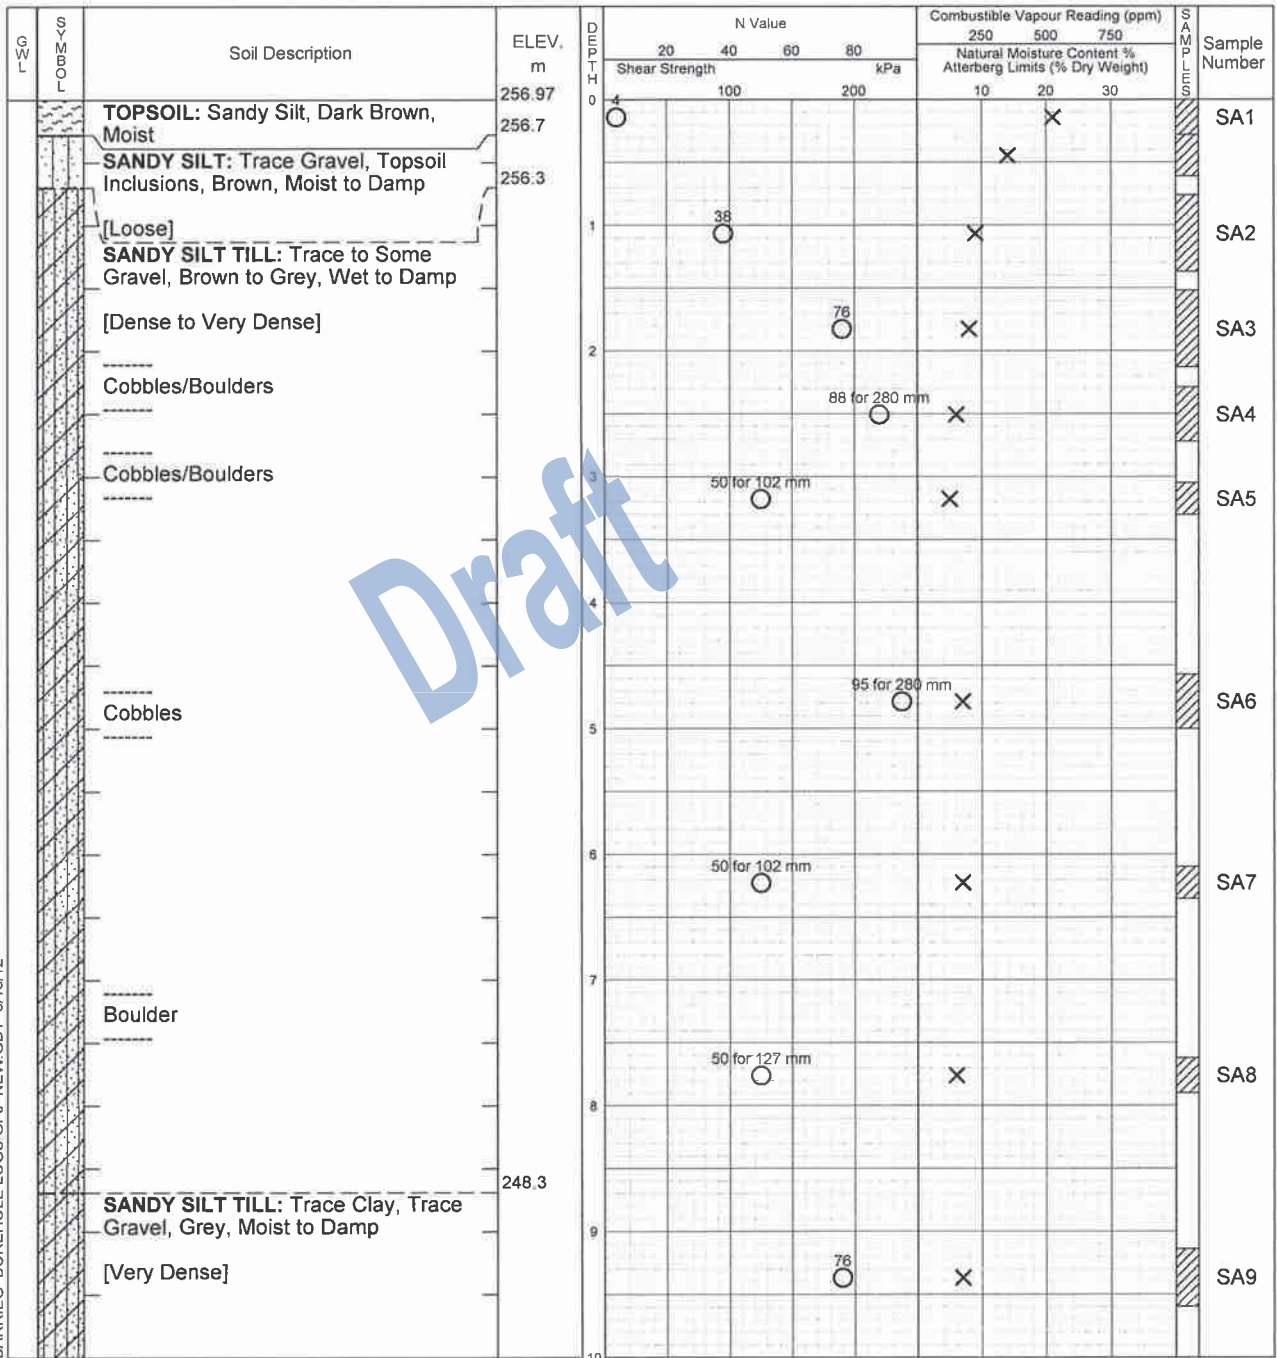 GWL
SYMBOL
Soil Description
ELEV.
m
DEPTH
N Value
20 40 60 80
Shear Strength kPa
100 200
Combustible Vapour Reading (ppm)
250 500 750
Natural Moisture Content %
Atterberg Limits (% Dry Weight)
10 20 30
SAMPLES
Sample
Number
256.97
0
4
SA1
TOPSOIL: Sandy Silt, Dark Brown,
Moist
256.7
SANDY SILT: Trace Gravel, Topsoil
Inclusions, Brown, Moist to Damp
256.3
[Loose]
38
1
SA2
SANDY SILT TILL: Trace to Some
Gravel, Brown to Grey, Wet to Damp
[Dense to Very Dense]
76
SA3
2
-------
Cobbles/Boulders
-------
88 for 280 mm
SA4
-------
Cobbles/Boulders
-------
3
50 for 102 mm
SA5
Draft
4
-------
Cobbles
-------
95 for 280 mm
SA6
5
6
50 for 102 mm
SA7
7
-------
Boulder
-------
50 for 127 mm
SA8
8
248.3
SANDY SILT TILL: Trace Clay, Trace
Gravel, Grey, Moist to Damp
9
[Very Dense]
76
SA9
10